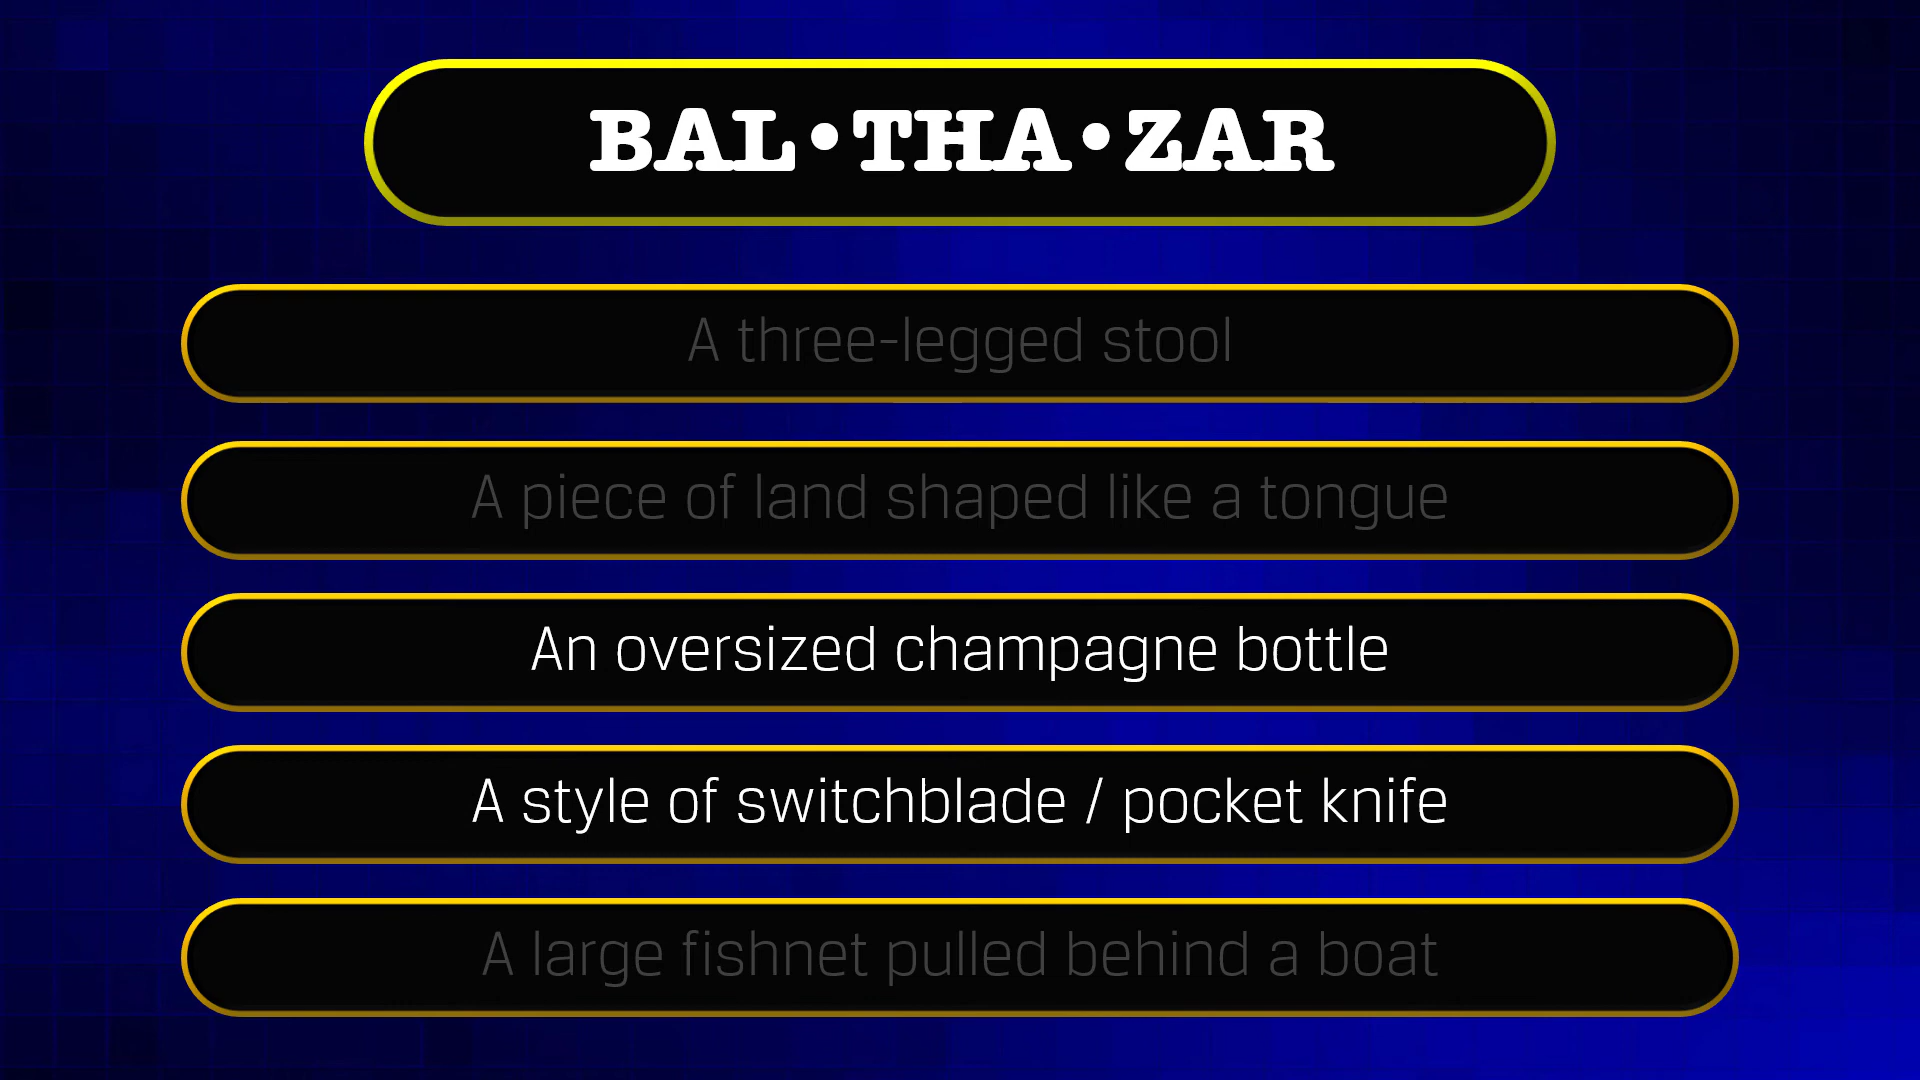 BAL•THA•ZAR
A three-legged stool
A piece of land shaped like a tongue
An oversized champagne bottle
A style of switchblade / pocket knife
A large fishnet pulled behind a boat